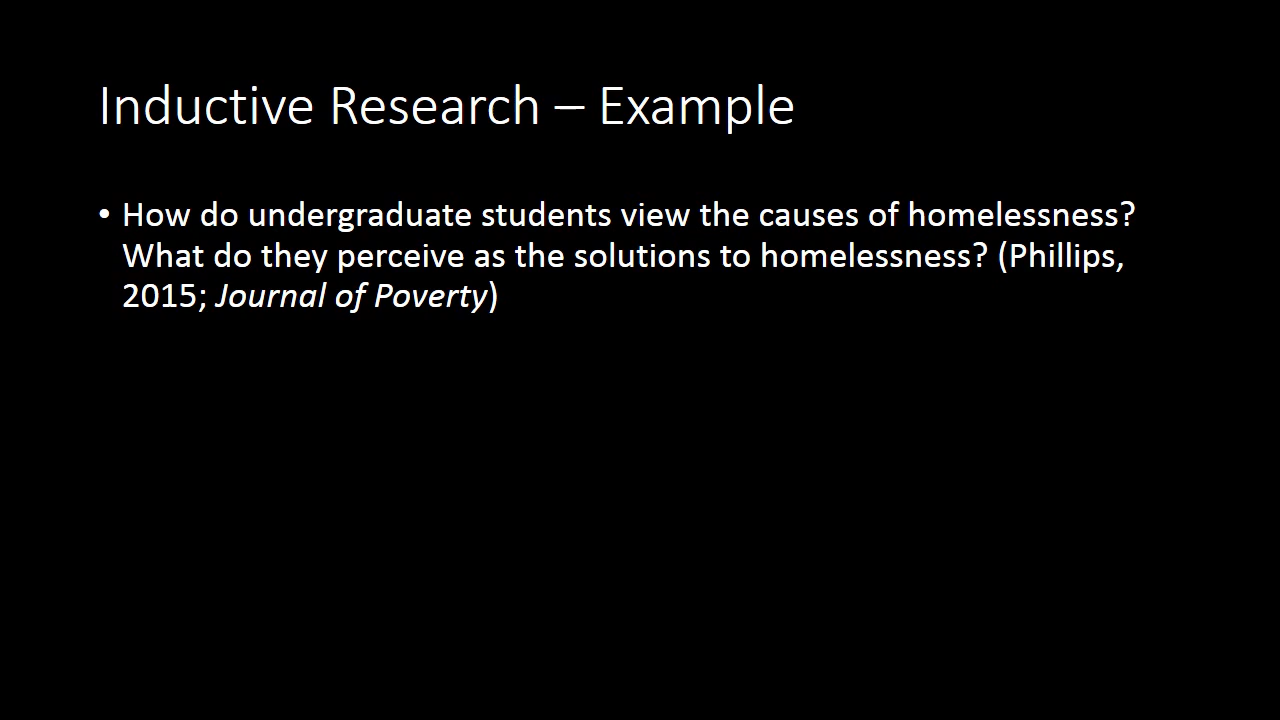 Inductive Research – Example
• How do undergraduate students view the causes of homelessness?
What do they perceive as the solutions to homelessness? (Phillips,
2015; Journal of Poverty)